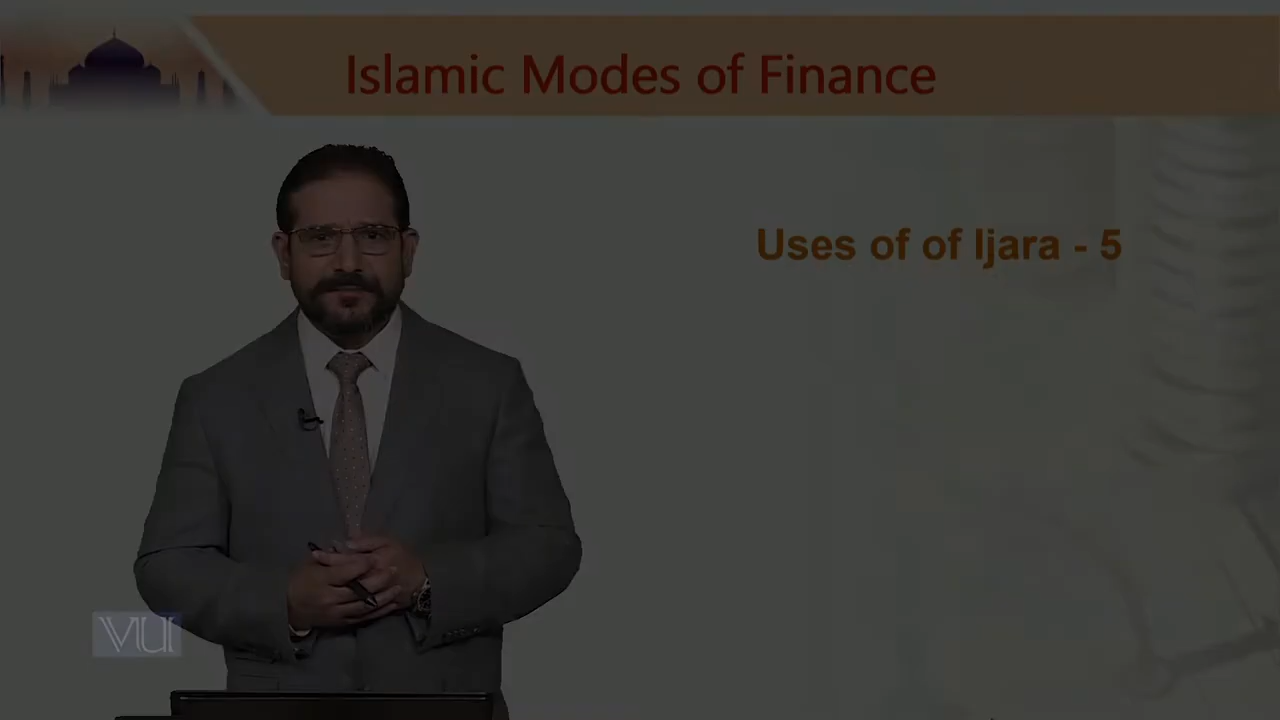 Islamic Modes of Finance
Uses of of Ijara - 5
VU